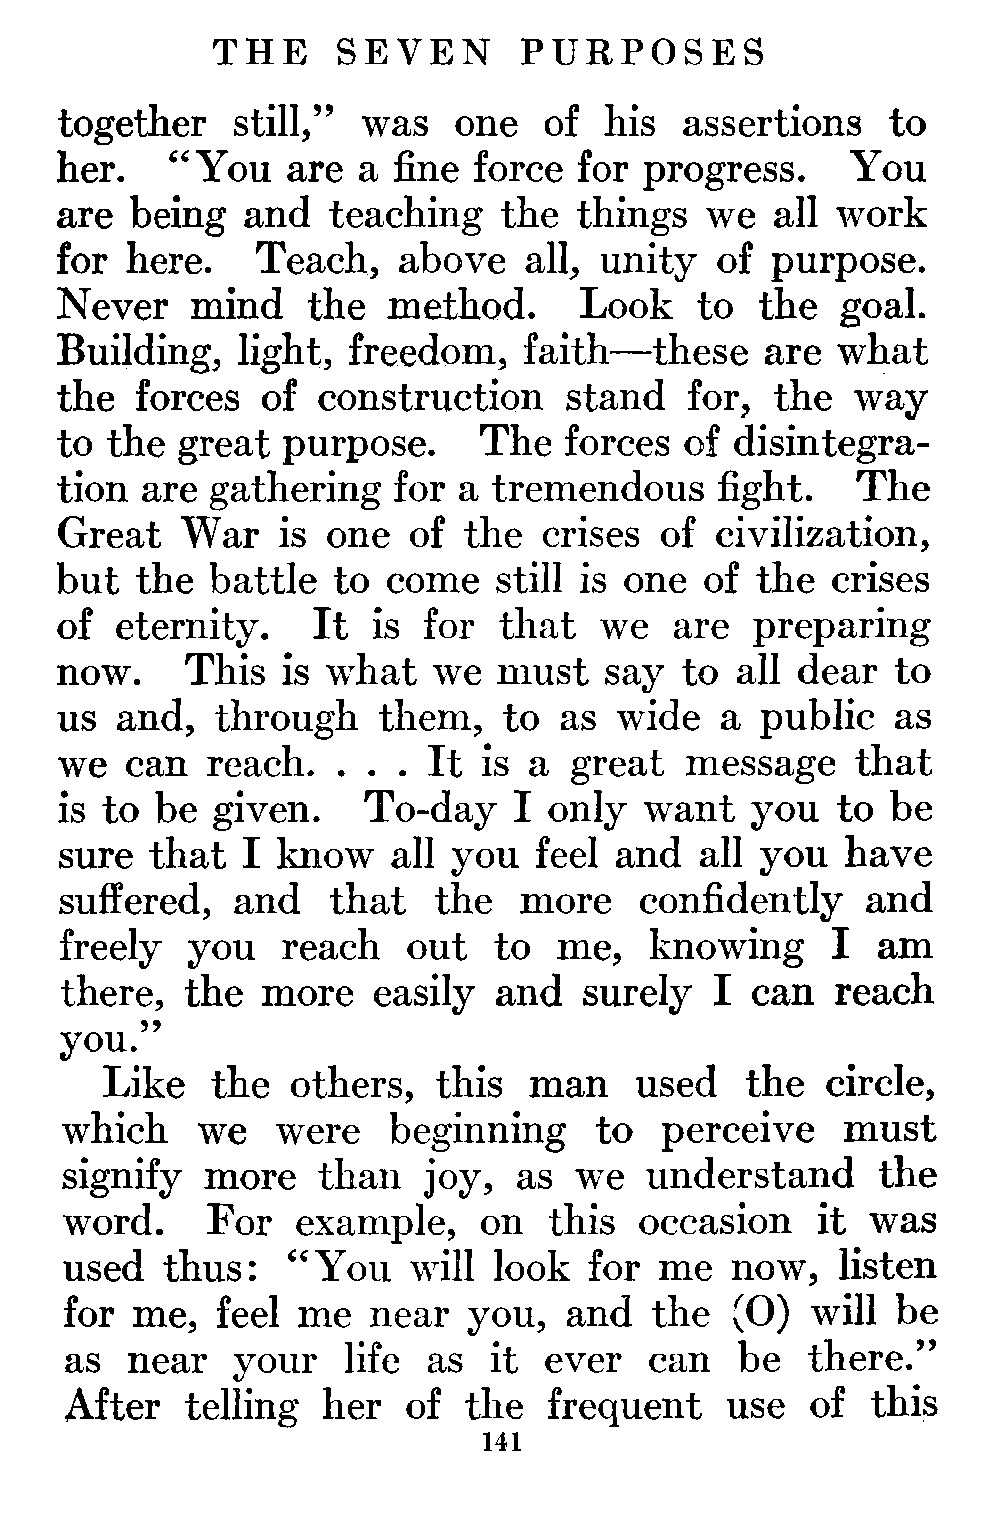 THE SEVEN PURPOSES
together still,” was one of his assertions to
her. “You are a fine force for progress. You
are being and teaching the things we all work
for here. Teach, above all, unity of purpose.
Never mind the method. Look to the goal.
Building, light, freedom, faith—these are what
the forces of construction stand for, the way
to the great purpose. The forces of disintegra-
tion are gathering for a tremendous fight. The
Great War is one of the crises of civilization,
but the battle to come still is one of the crises
of eternity. It is for that we are preparing
now. This is what we must say to all dear to
us and, through them, to as wide a public as
we can reach. . . . It is a great message that
is to be given. To-day I only want you to be
sure that I know all you feel and all you have
suffered, and that the more confidently and
freely you reach out to me, knowing I am
there, the more easily and surely I can reach
you.”
Like the others, this man used the circle,
which we were beginning to perceive must
signify more than joy, as we understand the
word. For example, on this occasion it was
used thus: “You will look for me now, listen
for me, feel me near you, and the (O) will be
as near your life as it ever can be there.”
After telling her of the frequent use of this
141